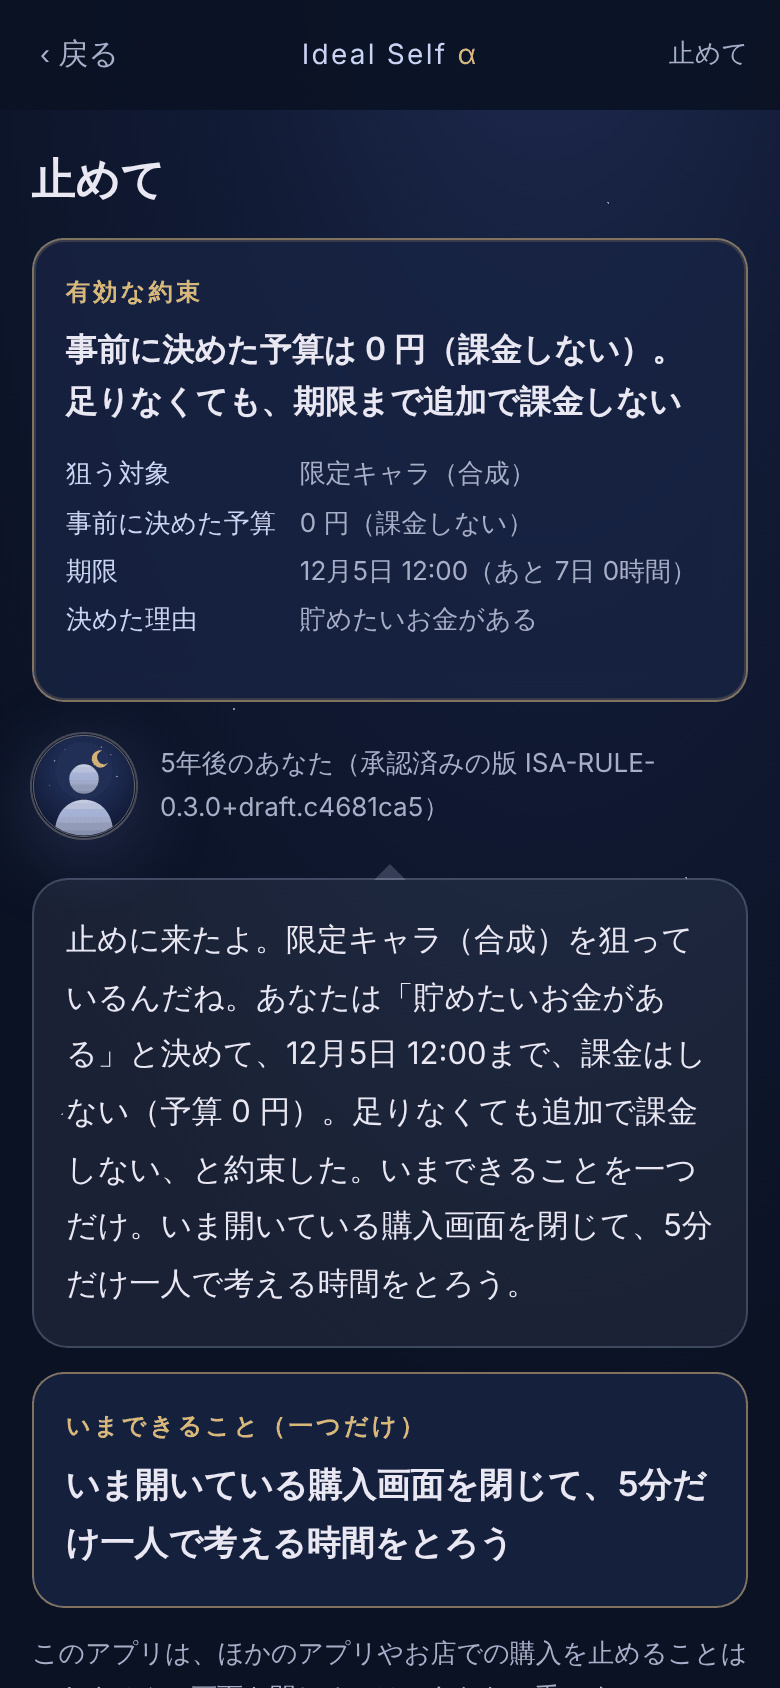 ‹ 戻る
Ideal Self α
止めて
止めて
有効な約束
事前に決めた予算は 0 円（課金しない）。
足りなくても、期限まで追加で課金しない
狙う対象 限定キャラ（合成）
事前に決めた予算 0 円（課金しない）
期限 12月5日 12:00（あと 7日 0時間）
決めた理由 貯めたいお金がある
5年後のあなた（承認済みの版 ISA-RULE-
0.3.0+draft.c4681ca5）
止めに来たよ。限定キャラ（合成）を狙って
いるんだね。あなたは「貯めたいお金があ
る」と決めて、12月5日 12:00まで、課金はし
ない（予算 0 円）。足りなくても追加で課金
しない、と約束した。いまできることを一つ
だけ。いま開いている購入画面を閉じて、5分
だけ一人で考える時間をとろう。
いまできること（一つだけ）
いま開いている購入画面を閉じて、5分だ
け一人で考える時間をとろう
このアプリは、ほかのアプリやお店での購入を止めることは